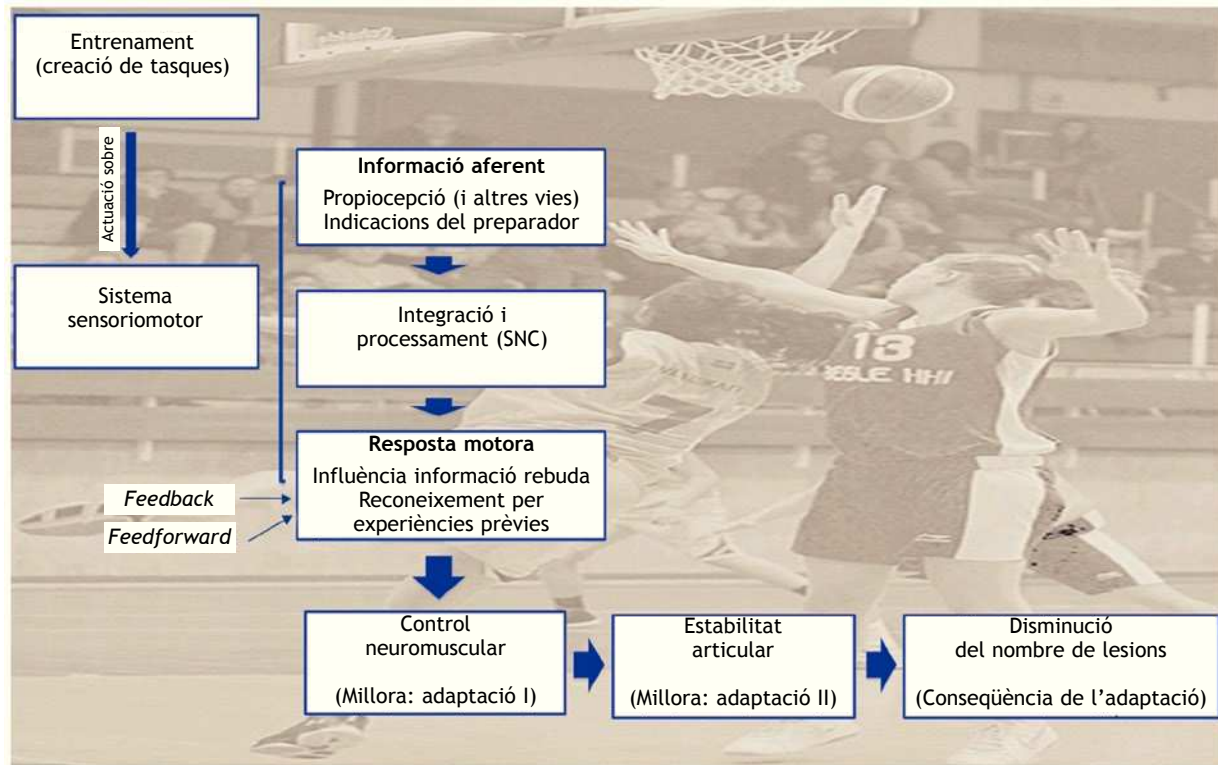 Entrenament
(creació de tasques)
Actuació sobre
Sistema
sensoriomotor
Informació aferent
Propiocepció (i altres vies)
Indicacions del preparador
Integració i
processament (SNC)
Resposta motora
Influència informació rebuda
Reconeixement per
experiències prèvies
Feedback
Feedforward
Control
neuromuscular
(Millora: adaptació I)
Estabilitat
articular
(Millora: adaptació II)
Disminució
del nombre de lesions
(Conseqüència de l’adaptació)
13